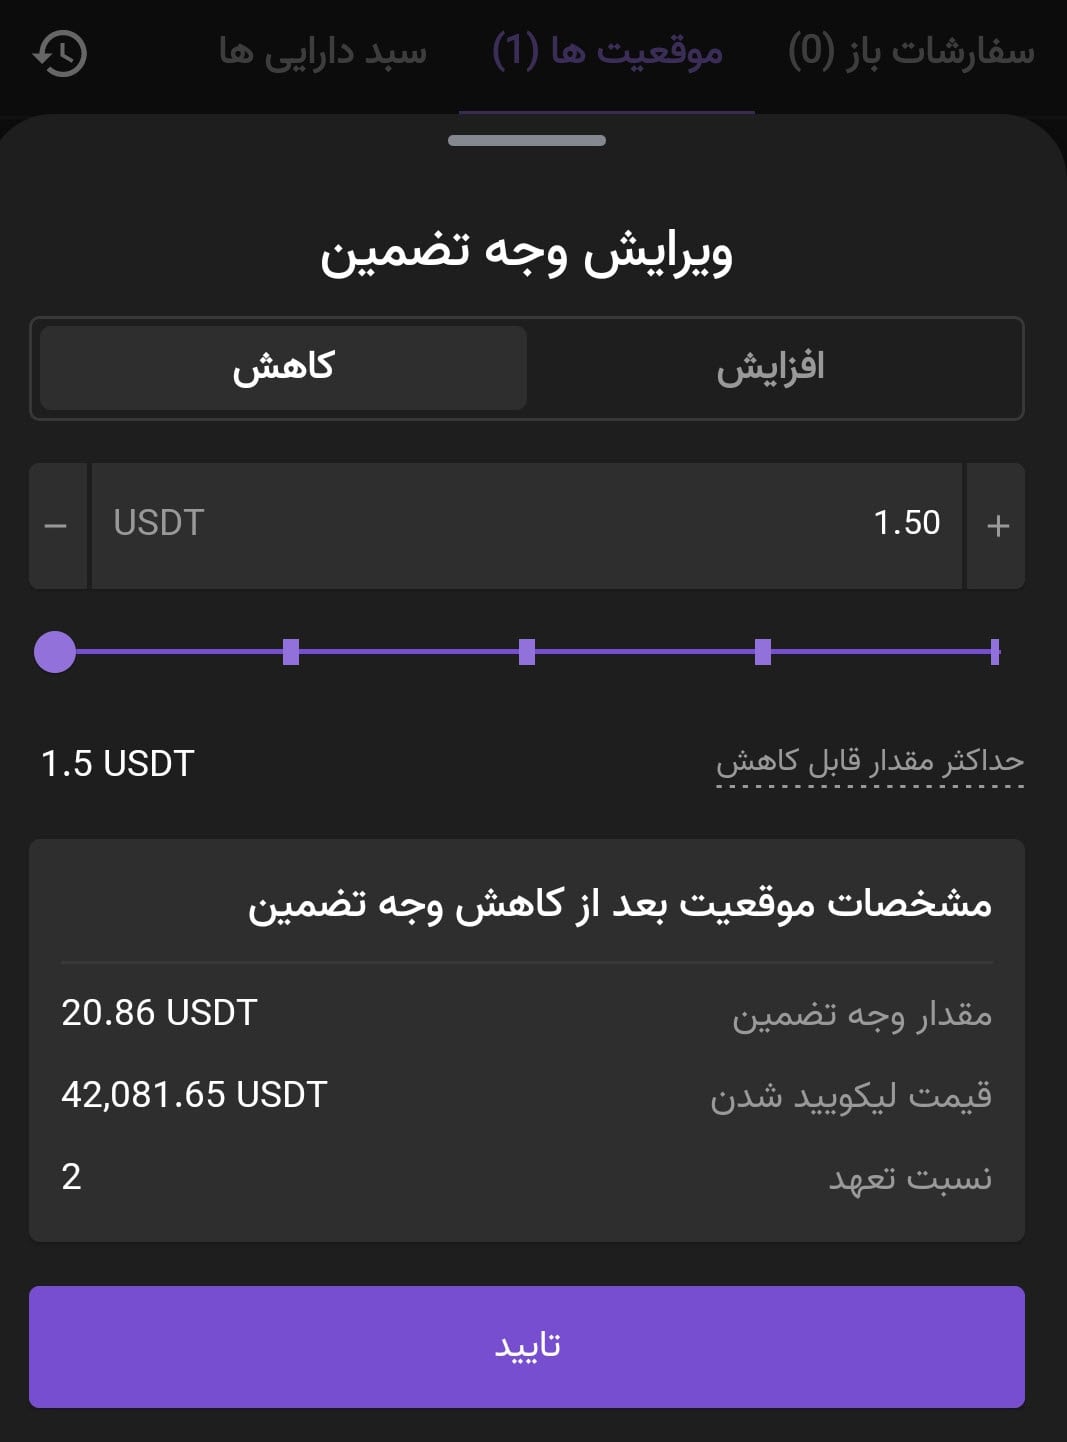 سفارشات باز (0) موقعیت ها (1) سبد دارایی ها
ویرایش وجه تضمین
افزایش کاهش
+ 1.50 USDT −
حداکثر مقدار قابل کاهش 1.5 USDT
مشخصات موقعیت بعد از کاهش وجه تضمین
مقدار وجه تضمین 20.86 USDT
قیمت لیکویید شدن 42,081.65 USDT
نسبت تعهد 2
تایید